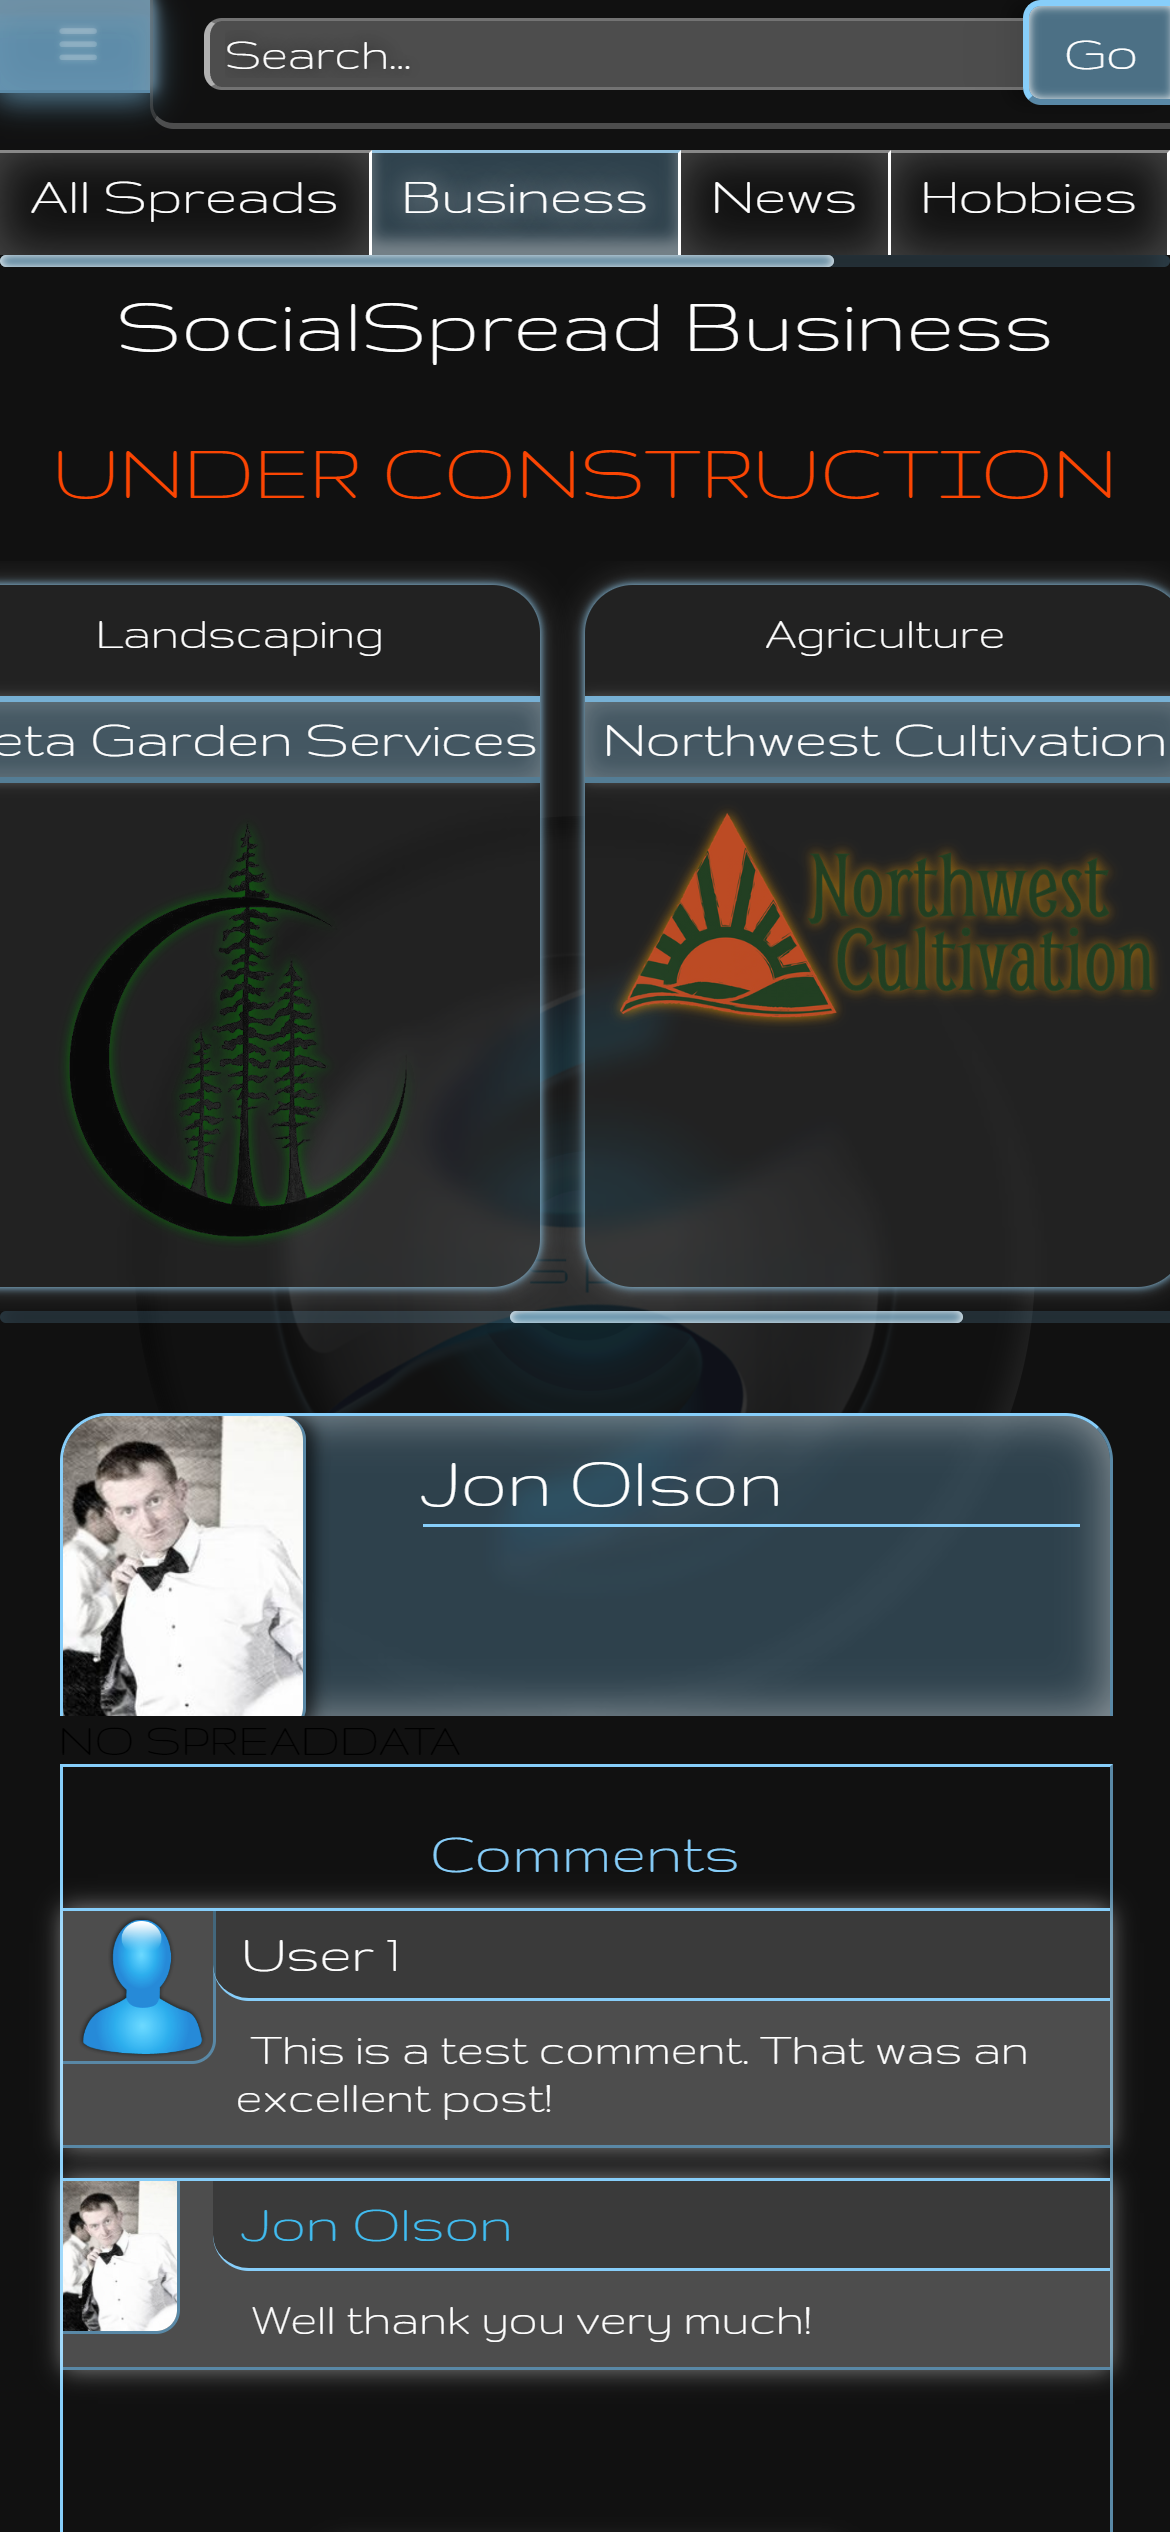 Search...
Go
All Spreads
Business
News
Hobbies
SocialSpread Business
UNDER CONSTRUCTION
Landscaping
Agriculture
eta Garden Services
Northwest Cultivation
Northwest
Cultivation
Jon Olson
NO SPREADDATA
Comments
User 1
This is a test comment. That was an
excellent post!
Jon Olson
Well thank you very much!